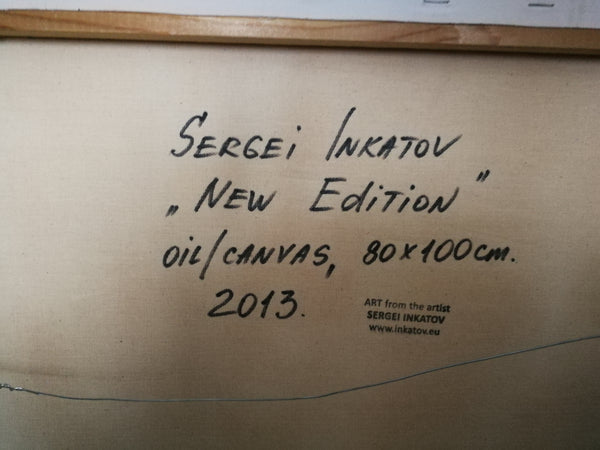 SERGEi INKATOV
„NEW EdiTiON"
OiL/CANVAS, 80x100cm.
2013.
ART from the artist
SERGEI INKATOV
www.inkatov.eu